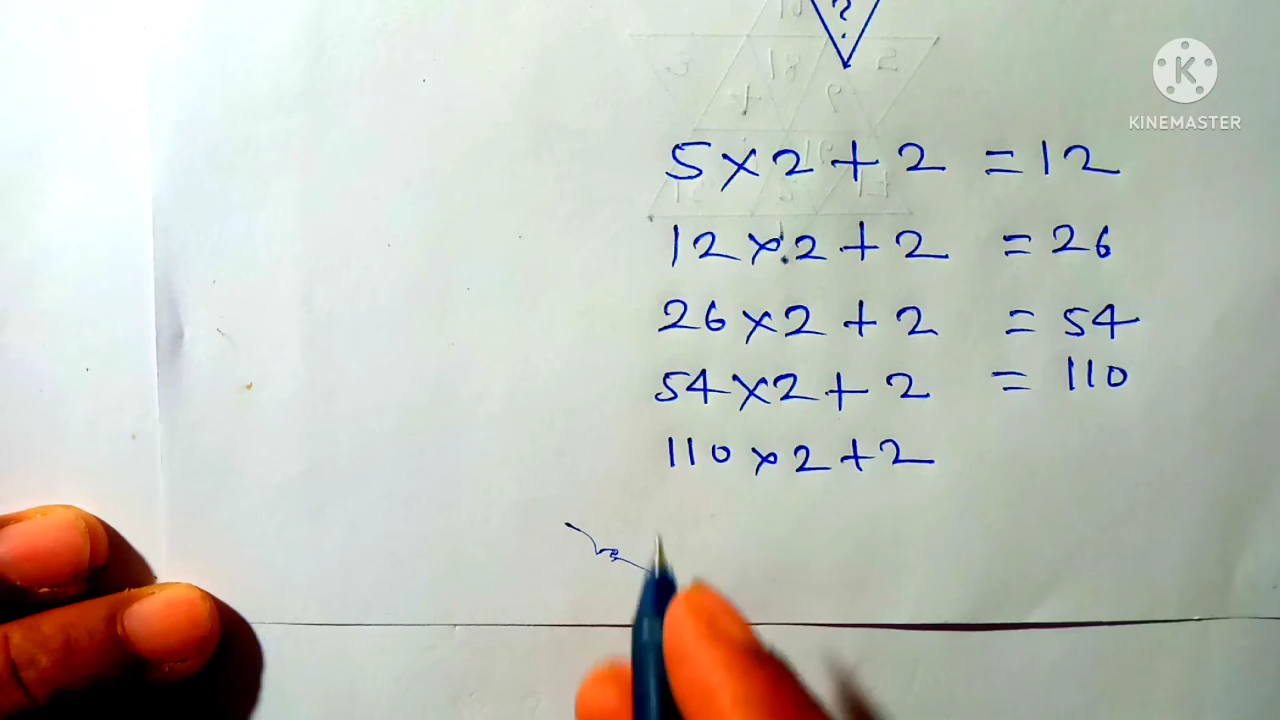 ?
K
KINEMASTER
5 × 2 + 2 = 12
12 × 2 + 2 = 26
26 × 2 + 2 = 54
54 × 2 + 2 = 110
110 × 2 + 2